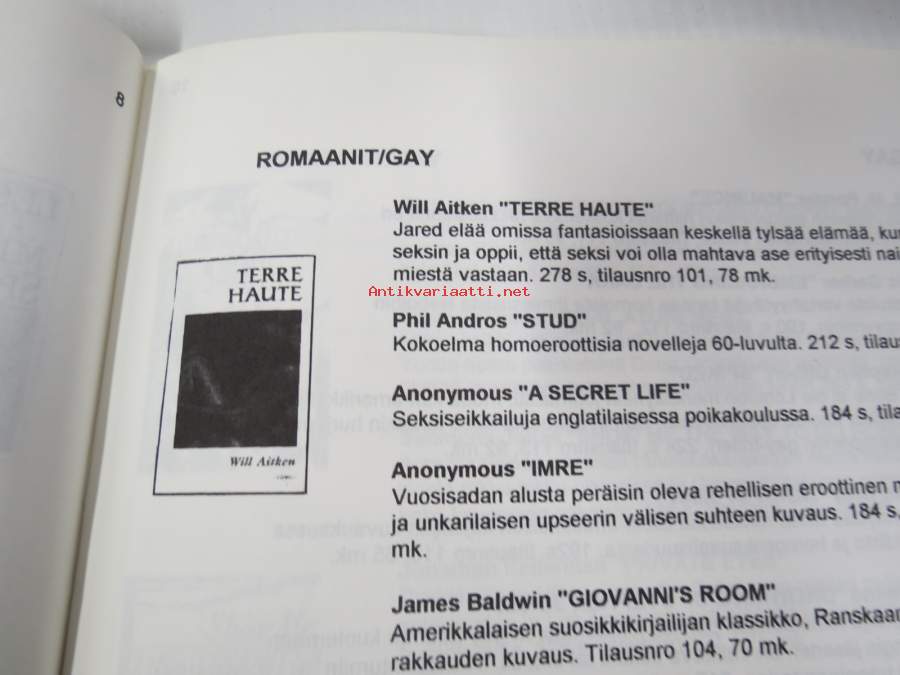 8
ROMAANIT/GAY
Will Aitken "TERRE HAUTE"
Jared elää omissa fantasioissaan keskellä tylsää elämää,
seksin ja oppii, että seksi voi olla mahtava ase erityisesti
miestä vastaan. 278 s, tilausnro 101, 78 mk.
Antikvariaatti.net
TERRE
HAUTE
Will Aitken
Phil Andros "STUD"
Kokoelma homoeroottisia novelleja 60-luvulta. 212 s,
Anonymous "A SECRET LIFE"
Seksiseikkailuja englatilaisessa poikakoulussa. 184 s,
Anonymous "IMRE"
Vuosisadan alusta peräisin oleva rehellisen eroottinen
ja unkarilaisen upseerin välisen suhteen kuvaus. 184 s,
mk.
James Baldwin "GIOVANNI'S ROOM"
Amerikkalaisen suosikkikirjailijan klassikko,
rakkauden kuvaus. Tilausnro 104, 70 mk.